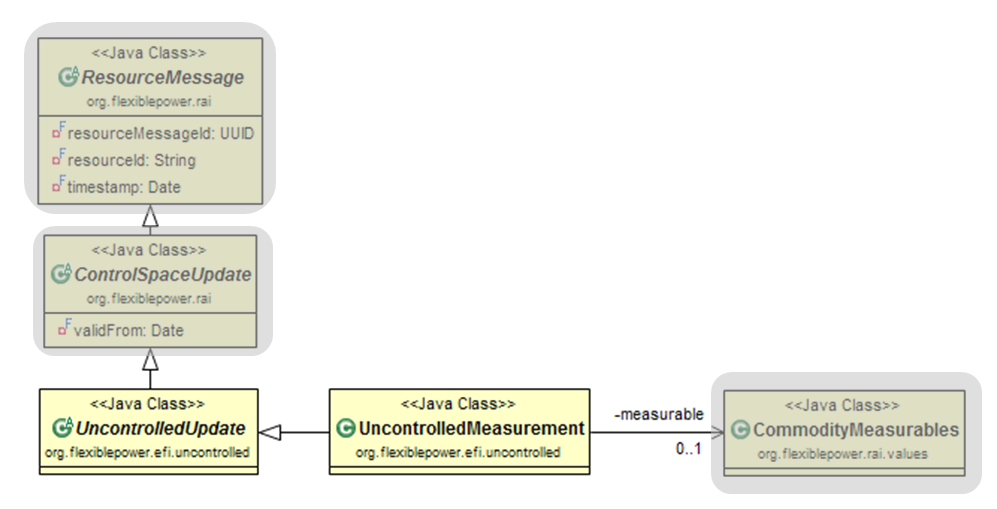 <<Java Class>>
ResourceMessage
org.flexiblepower.rai
resourceMessageId: UUID
resourceId: String
timestamp: Date
<<Java Class>>
ControlSpaceUpdate
org.flexiblepower.rai
validFrom: Date
<<Java Class>>
UncontrolledUpdate
org.flexiblepower.efi.uncontrolled
<<Java Class>>
UncontrolledMeasurement
org.flexiblepower.efi.uncontrolled
-measurable
0..1
<<Java Class>>
CommodityMeasurables
org.flexiblepower.rai.values